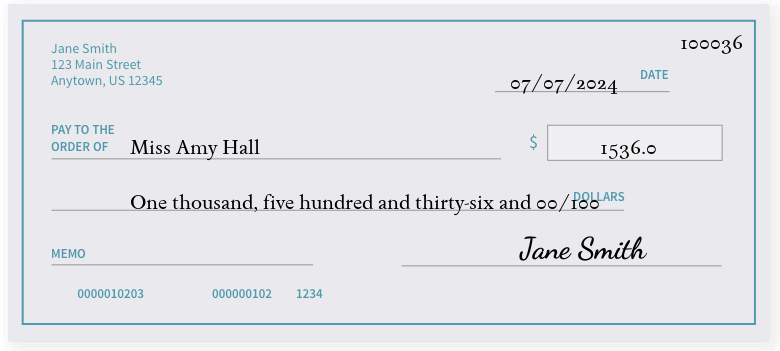 Jane Smith
123 Main Street
Anytown, US 12345
100036
07/07/2024 DATE
PAY TO THE
ORDER OF Miss Amy Hall $ 1536.0
One thousand, five hundred and thirty-six and 00/100 DOLLARS
MEMO Jane Smith
0000010203 000000102 1234